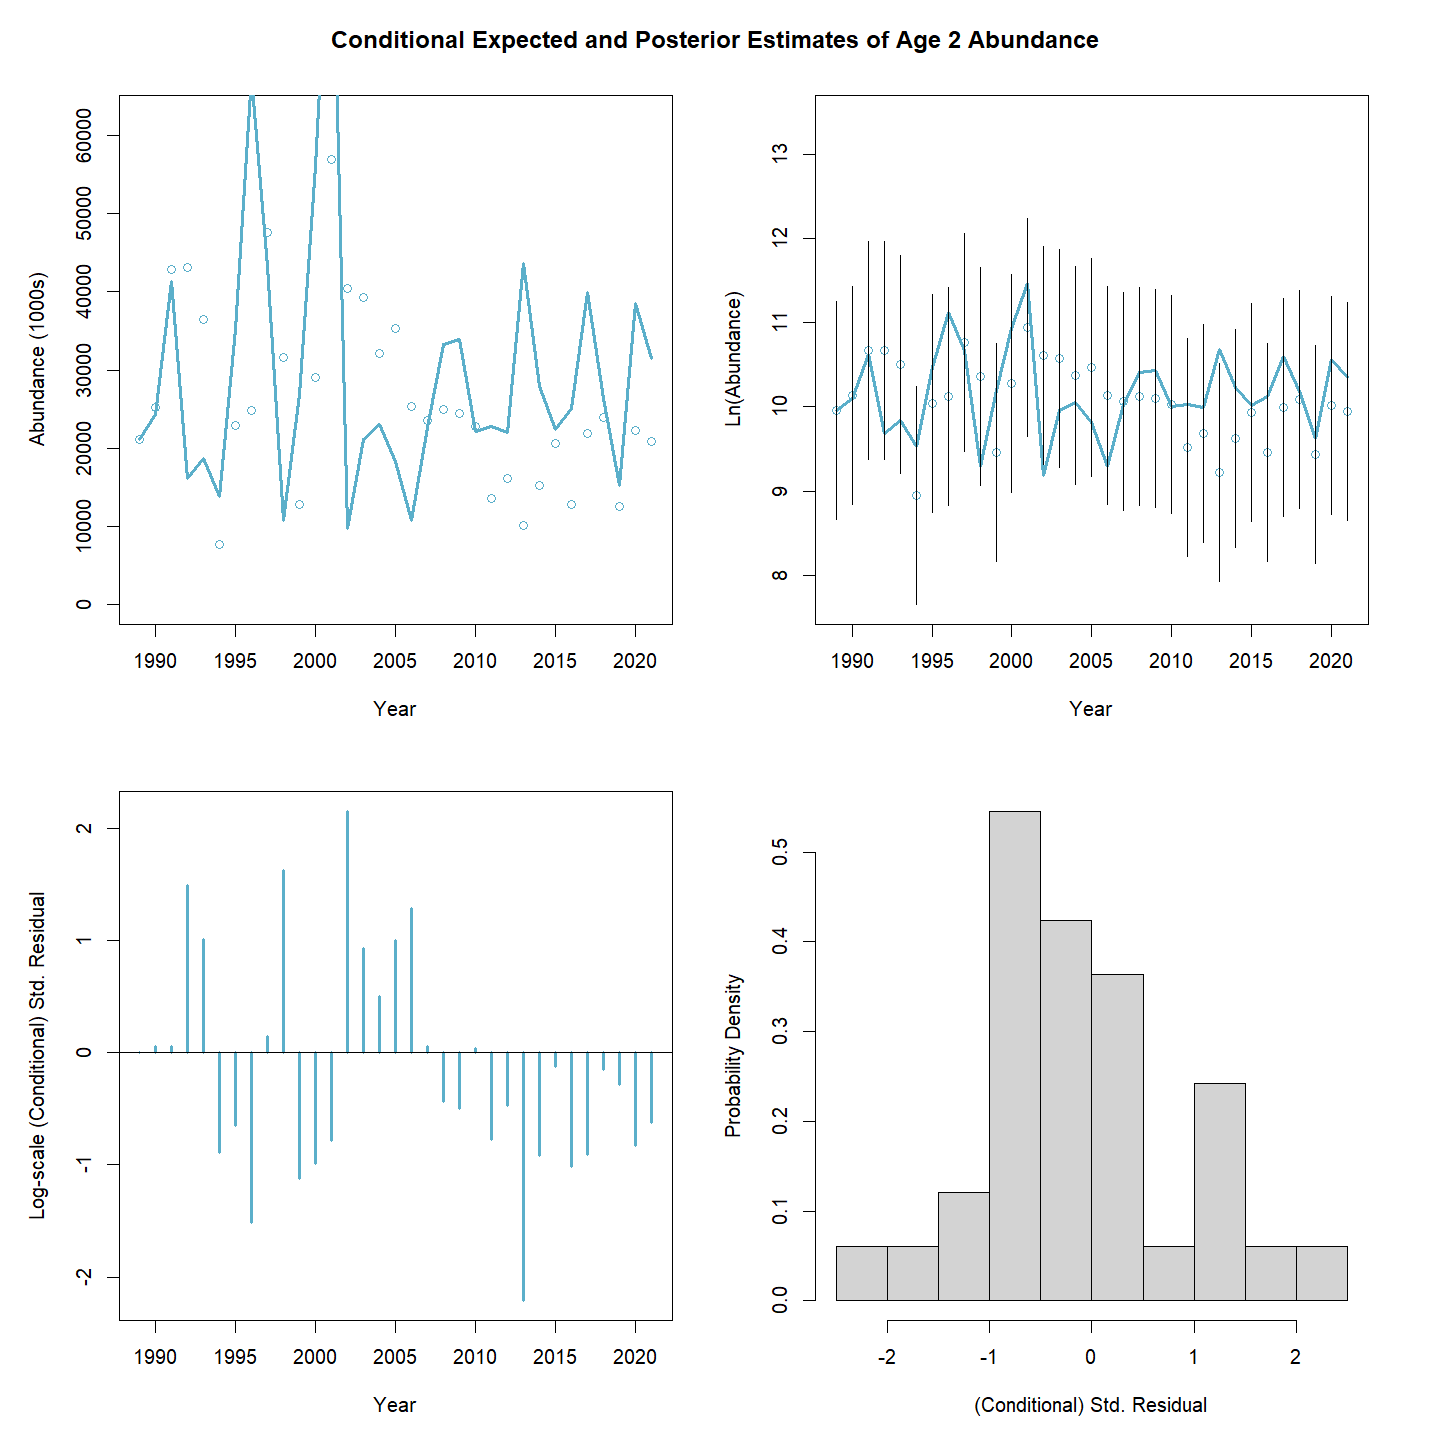 Conditional Expected and Posterior Estimates of Age 2 Abundance
Abundance (1000s)
60000
50000
40000
30000
20000
10000
0
1990 1995 2000 2005 2010 2015 2020
Year
Ln(Abundance)
13
12
11
10
9
8
1990 1995 2000 2005 2010 2015 2020
Year
Log-scale (Conditional) Std. Residual
2
1
0
-1
-2
1990 1995 2000 2005 2010 2015 2020
Year
Probability Density
0.5
0.4
0.3
0.2
0.1
0.0
-2 -1 0 1 2
(Conditional) Std. Residual